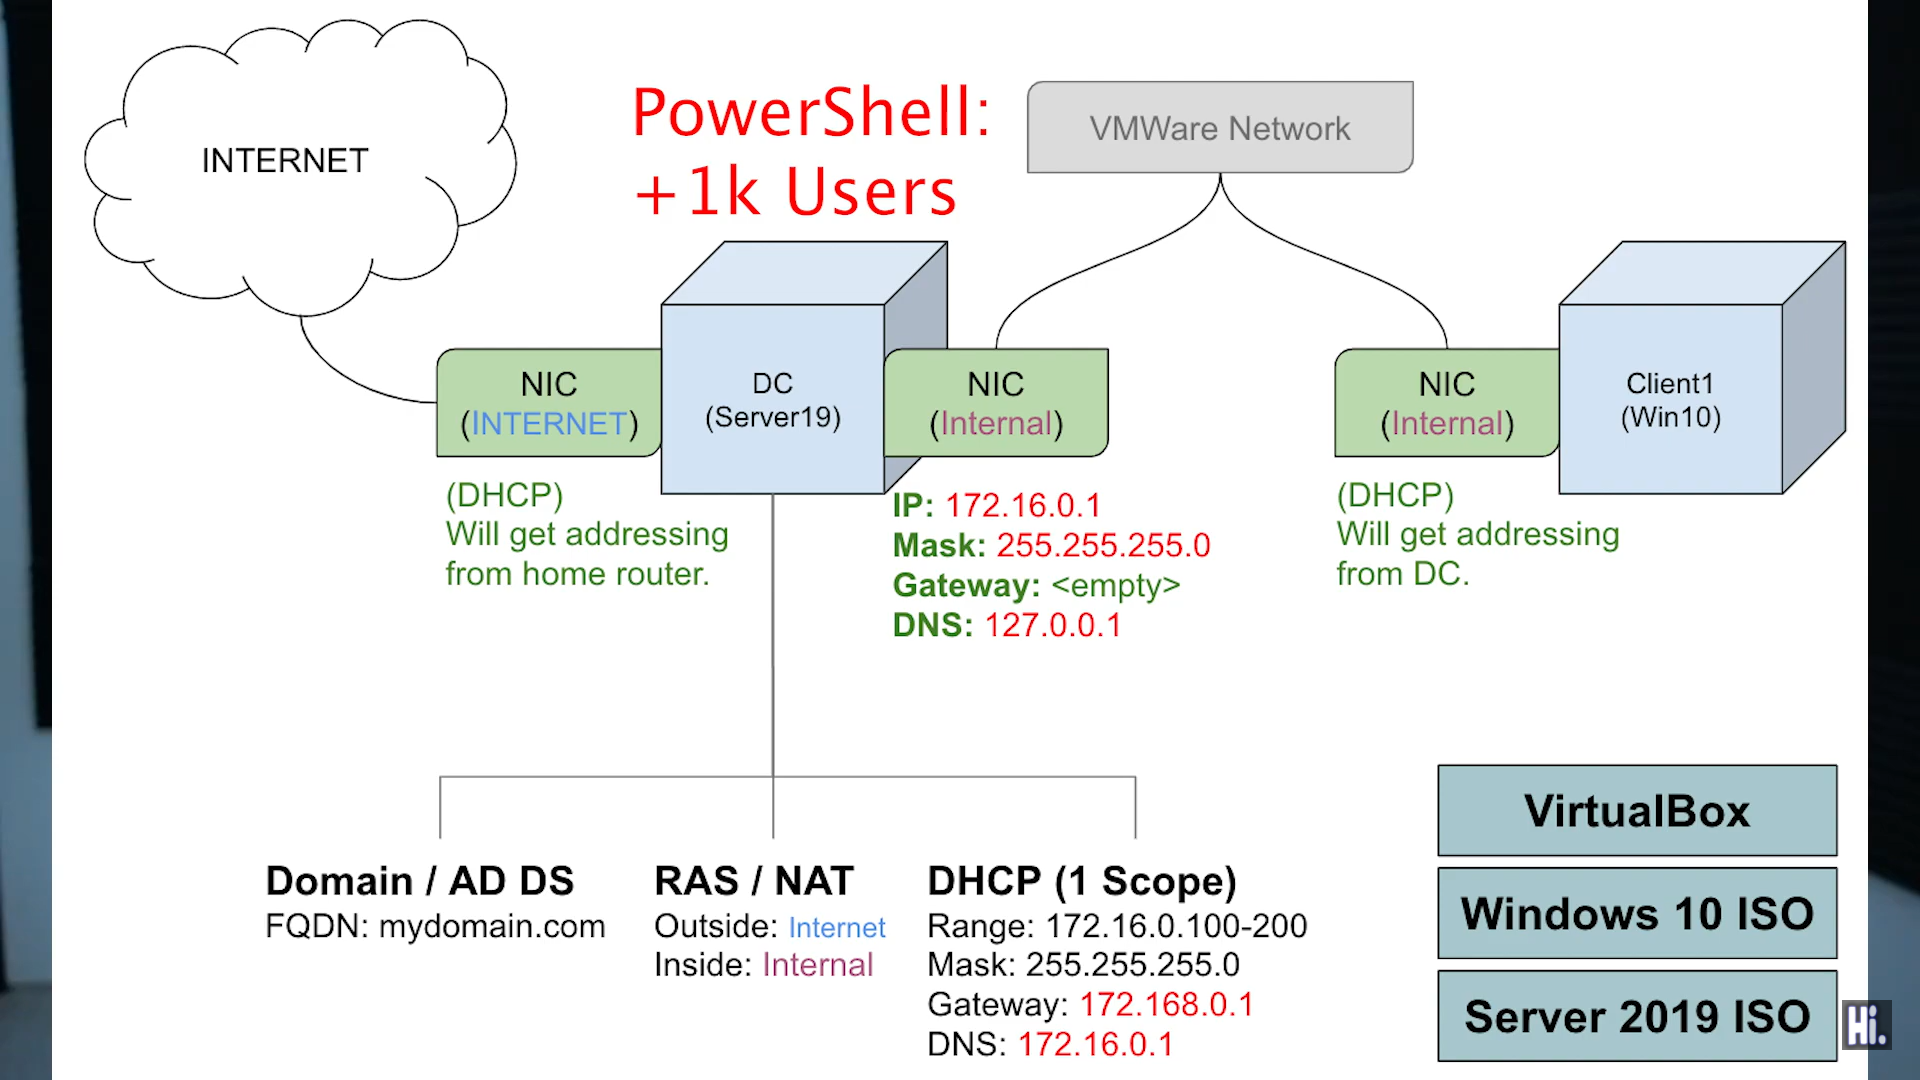 INTERNET
PowerShell:
+1k Users
VMWare Network
NIC
(INTERNET)
DC
(Server19)
NIC
(Internal)
NIC
(Internal)
Client1
(Win10)
(DHCP)
Will get addressing
from home router.
IP: 172.16.0.1
Mask: 255.255.255.0
Gateway: <empty>
DNS: 127.0.0.1
(DHCP)
Will get addressing
from DC.
Domain / AD DS
FQDN: mydomain.com
RAS / NAT
Outside: Internet
Inside: Internal
DHCP (1 Scope)
Range: 172.16.0.100-200
Mask: 255.255.255.0
Gateway: 172.168.0.1
DNS: 172.16.0.1
VirtualBox
Windows 10 ISO
Server 2019 ISO
Hi.